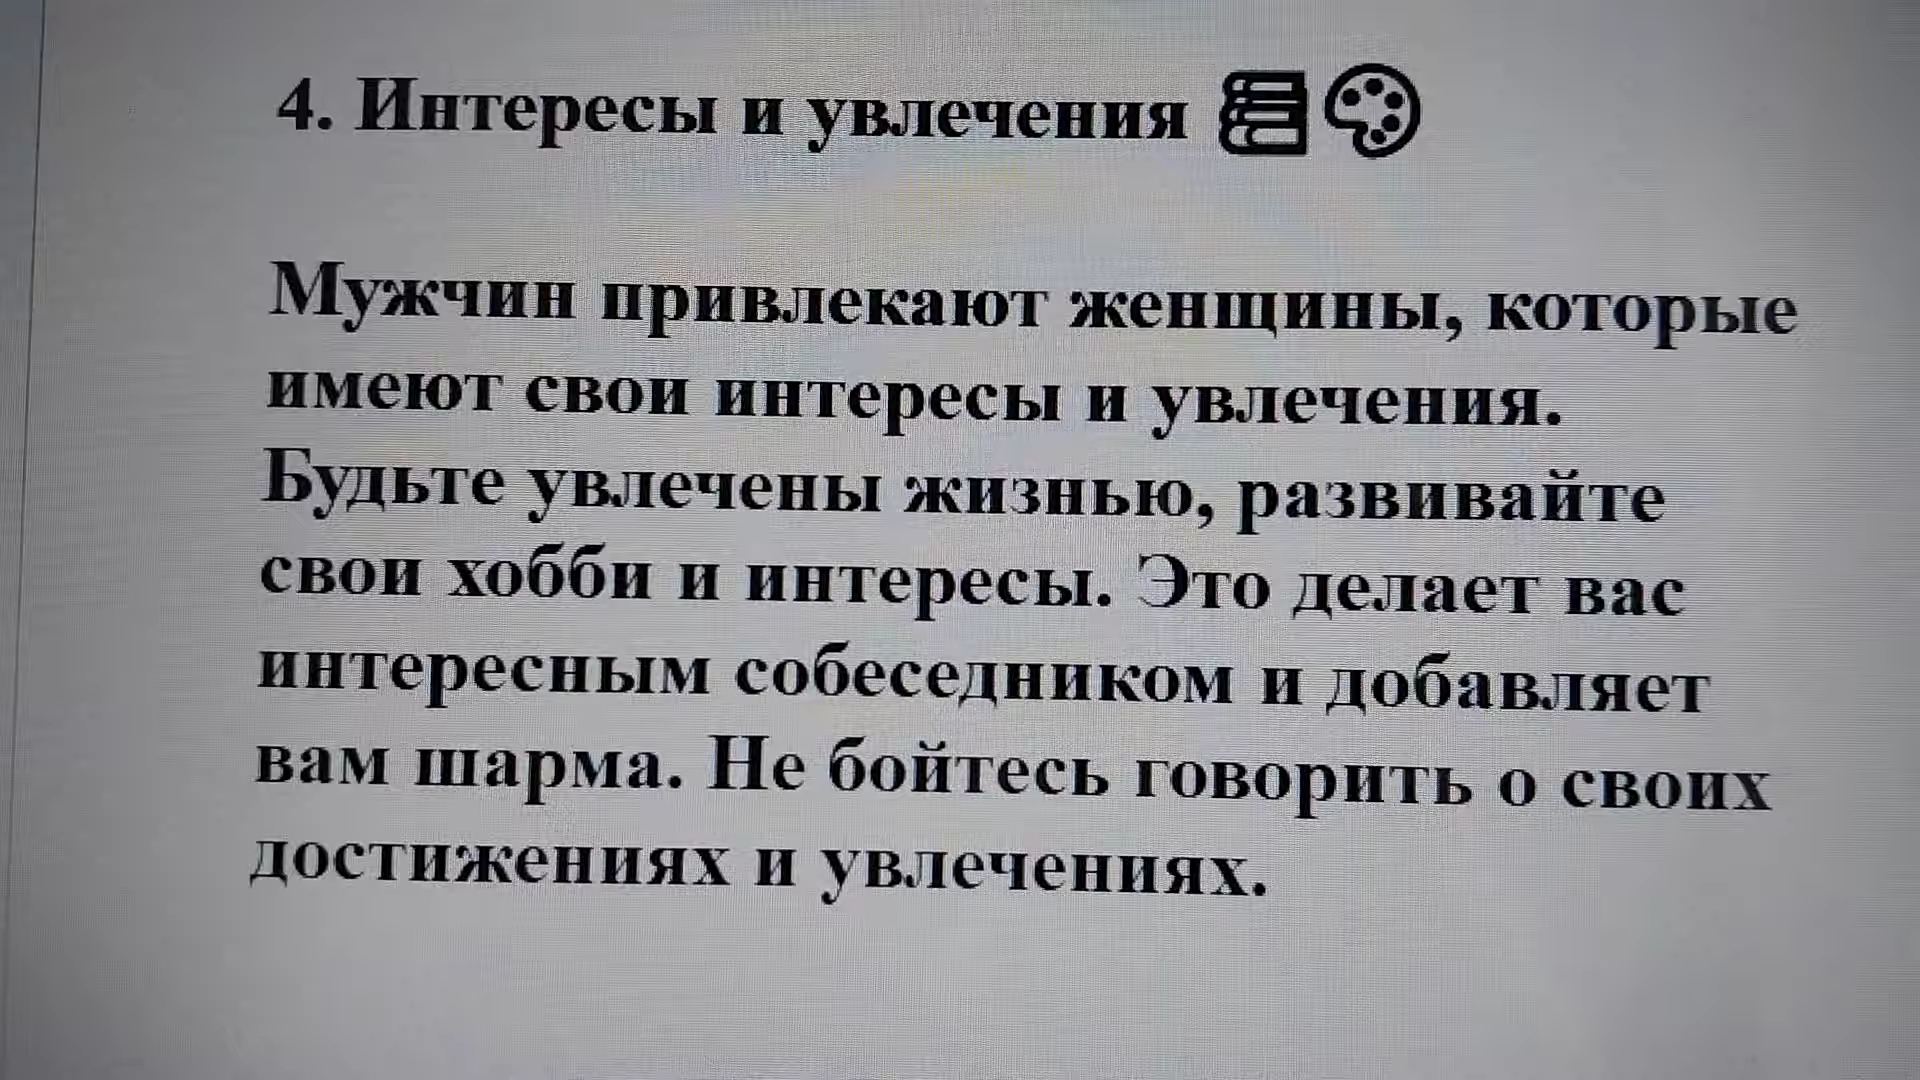 4. Интересы и увлечения
Мужчин привлекают женщины, которые
имеют свои интересы и увлечения.
Будьте увлечены жизнью, развивайте
свои хобби и интересы. Это делает вас
интересным собеседником и добавляет
вам шарма. Не бойтесь говорить о своих
достижениях и увлечениях.